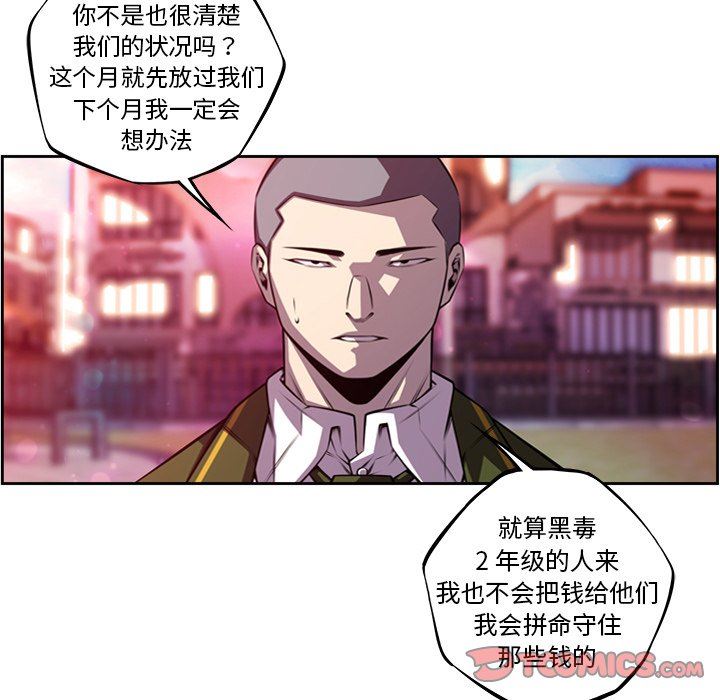 你不是也很清楚
我们的状况吗？
这个月就先放过我们
下个月我一定会
想办法
就算黑毒
2年级的人来
我也不会把钱给他们
我会拼命守住
那些钱的
TCOMICS.COM